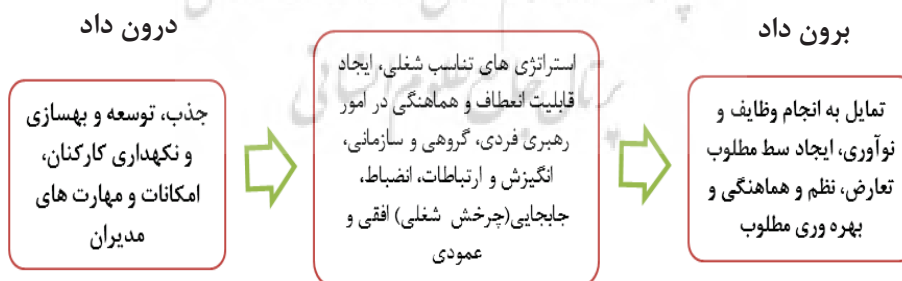 درون داد
برون داد
جذب، توسعه و بهسازی
و نکهداری کارکنان،
امکانات و مهارت های
مدیران
استراتژی های تناسب شغلی، ایجاد
قابلیت انعطاف و هماهنگی در امور
رهبری فردی، گروهی و سازمانی،
انگیزش و ارتباطات، انضباط،
جابجایی(چرخش شغلی) افقی و
عمودی
تمایل به انجام وظایف و
نوآوری، ایجاد سط مطلوب
تعارض، نظم و هماهنگی و
بهره وری مطلوب